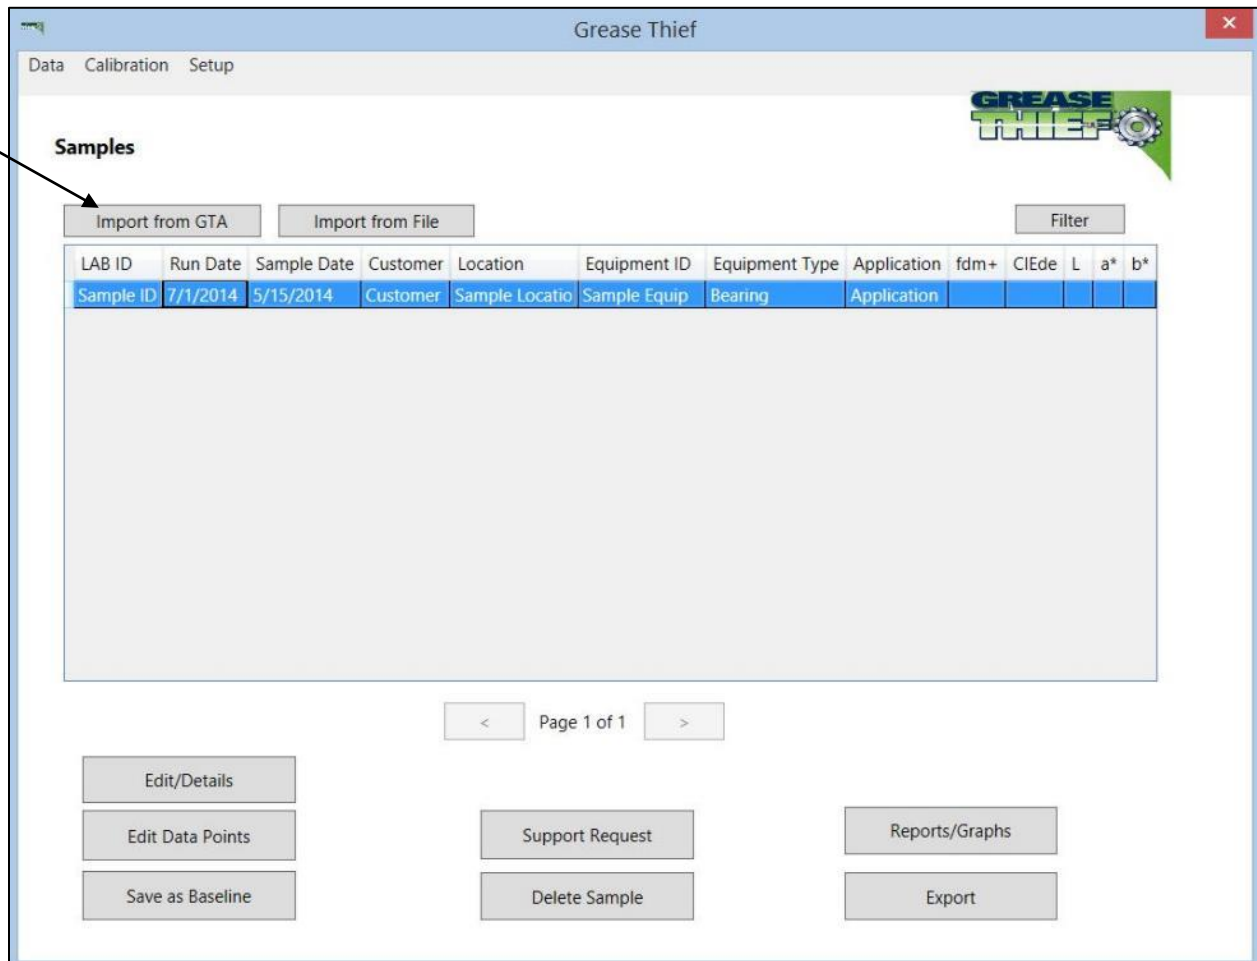 Grease Thief
Data Calibration Setup
GREASE
THIEF
Samples
Import from GTA Import from File Filter
LAB ID Run Date Sample Date Customer Location Equipment ID Equipment Type Application fdm+ CIEde L a* b*
Sample ID 7/1/2014 5/15/2014 Customer Sample Locatio Sample Equip Bearing Application
< Page 1 of 1 >
Edit/Details
Edit Data Points Support Request Reports/Graphs
Save as Baseline Delete Sample Export